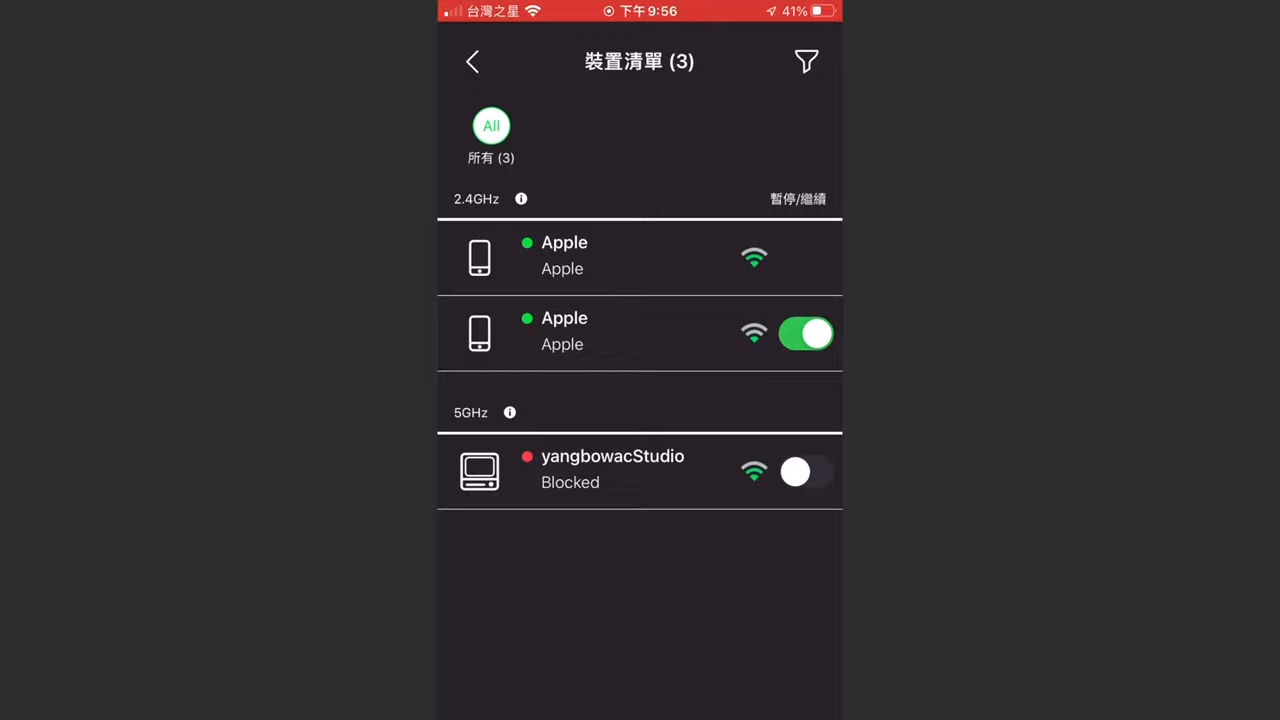 台灣之星 下午9:56 41%
裝置清單 (3)
All
所有 (3)
2.4GHz 暫停/繼續
Apple
Apple
Apple
Apple
5GHz
yangbowacStudio
Blocked